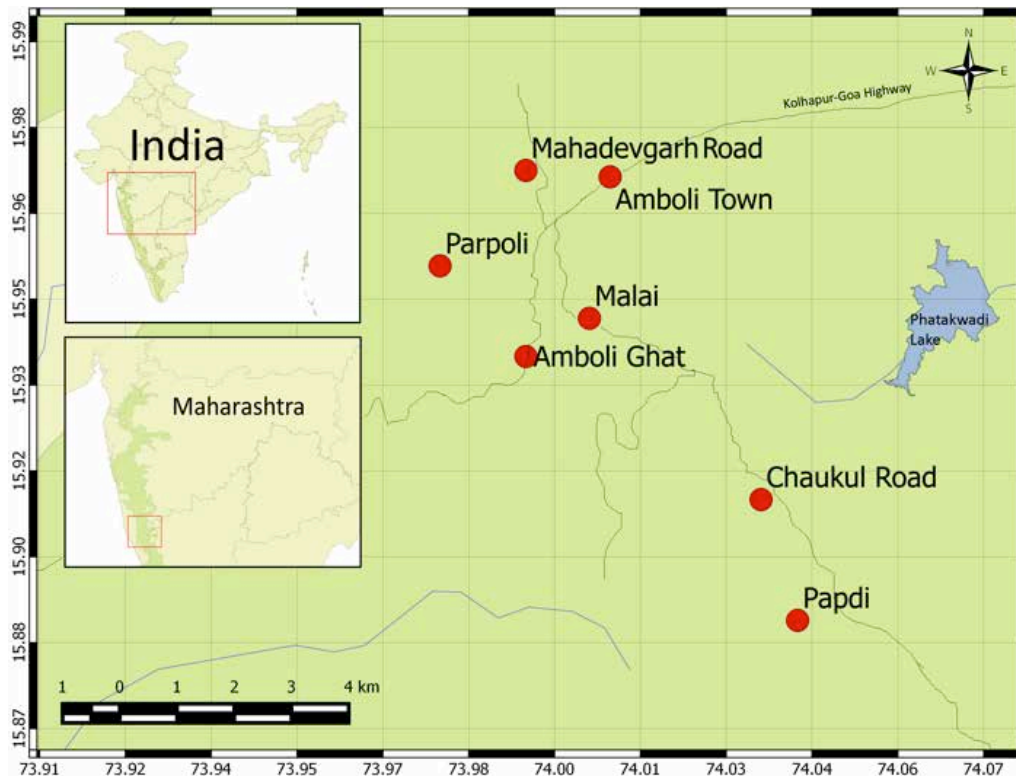 15.99
15.98
15.96
15.95
15.93
15.92
15.90
15.88
15.87
India
Maharashtra
N
W E
S
Kolhapur-Goa Highway
Mahadevgarh Road
Amboli Town
Parpoli
Malai
Phatakwadi
Lake
Amboli Ghat
Chaukul Road
Papdi
1 0 1 2 3 4 km
73.91 73.92 73.94 73.95 73.97 73.98 74.00 74.01 74.03 74.04 74.06 74.07